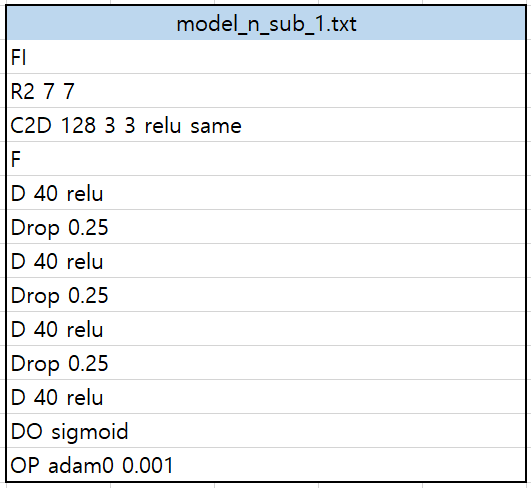 model_n_sub_1.txt
FI
R2 7 7
C2D 128 3 3 relu same
F
D 40 relu
Drop 0.25
D 40 relu
Drop 0.25
D 40 relu
Drop 0.25
D 40 relu
DO sigmoid
OP adam0 0.001